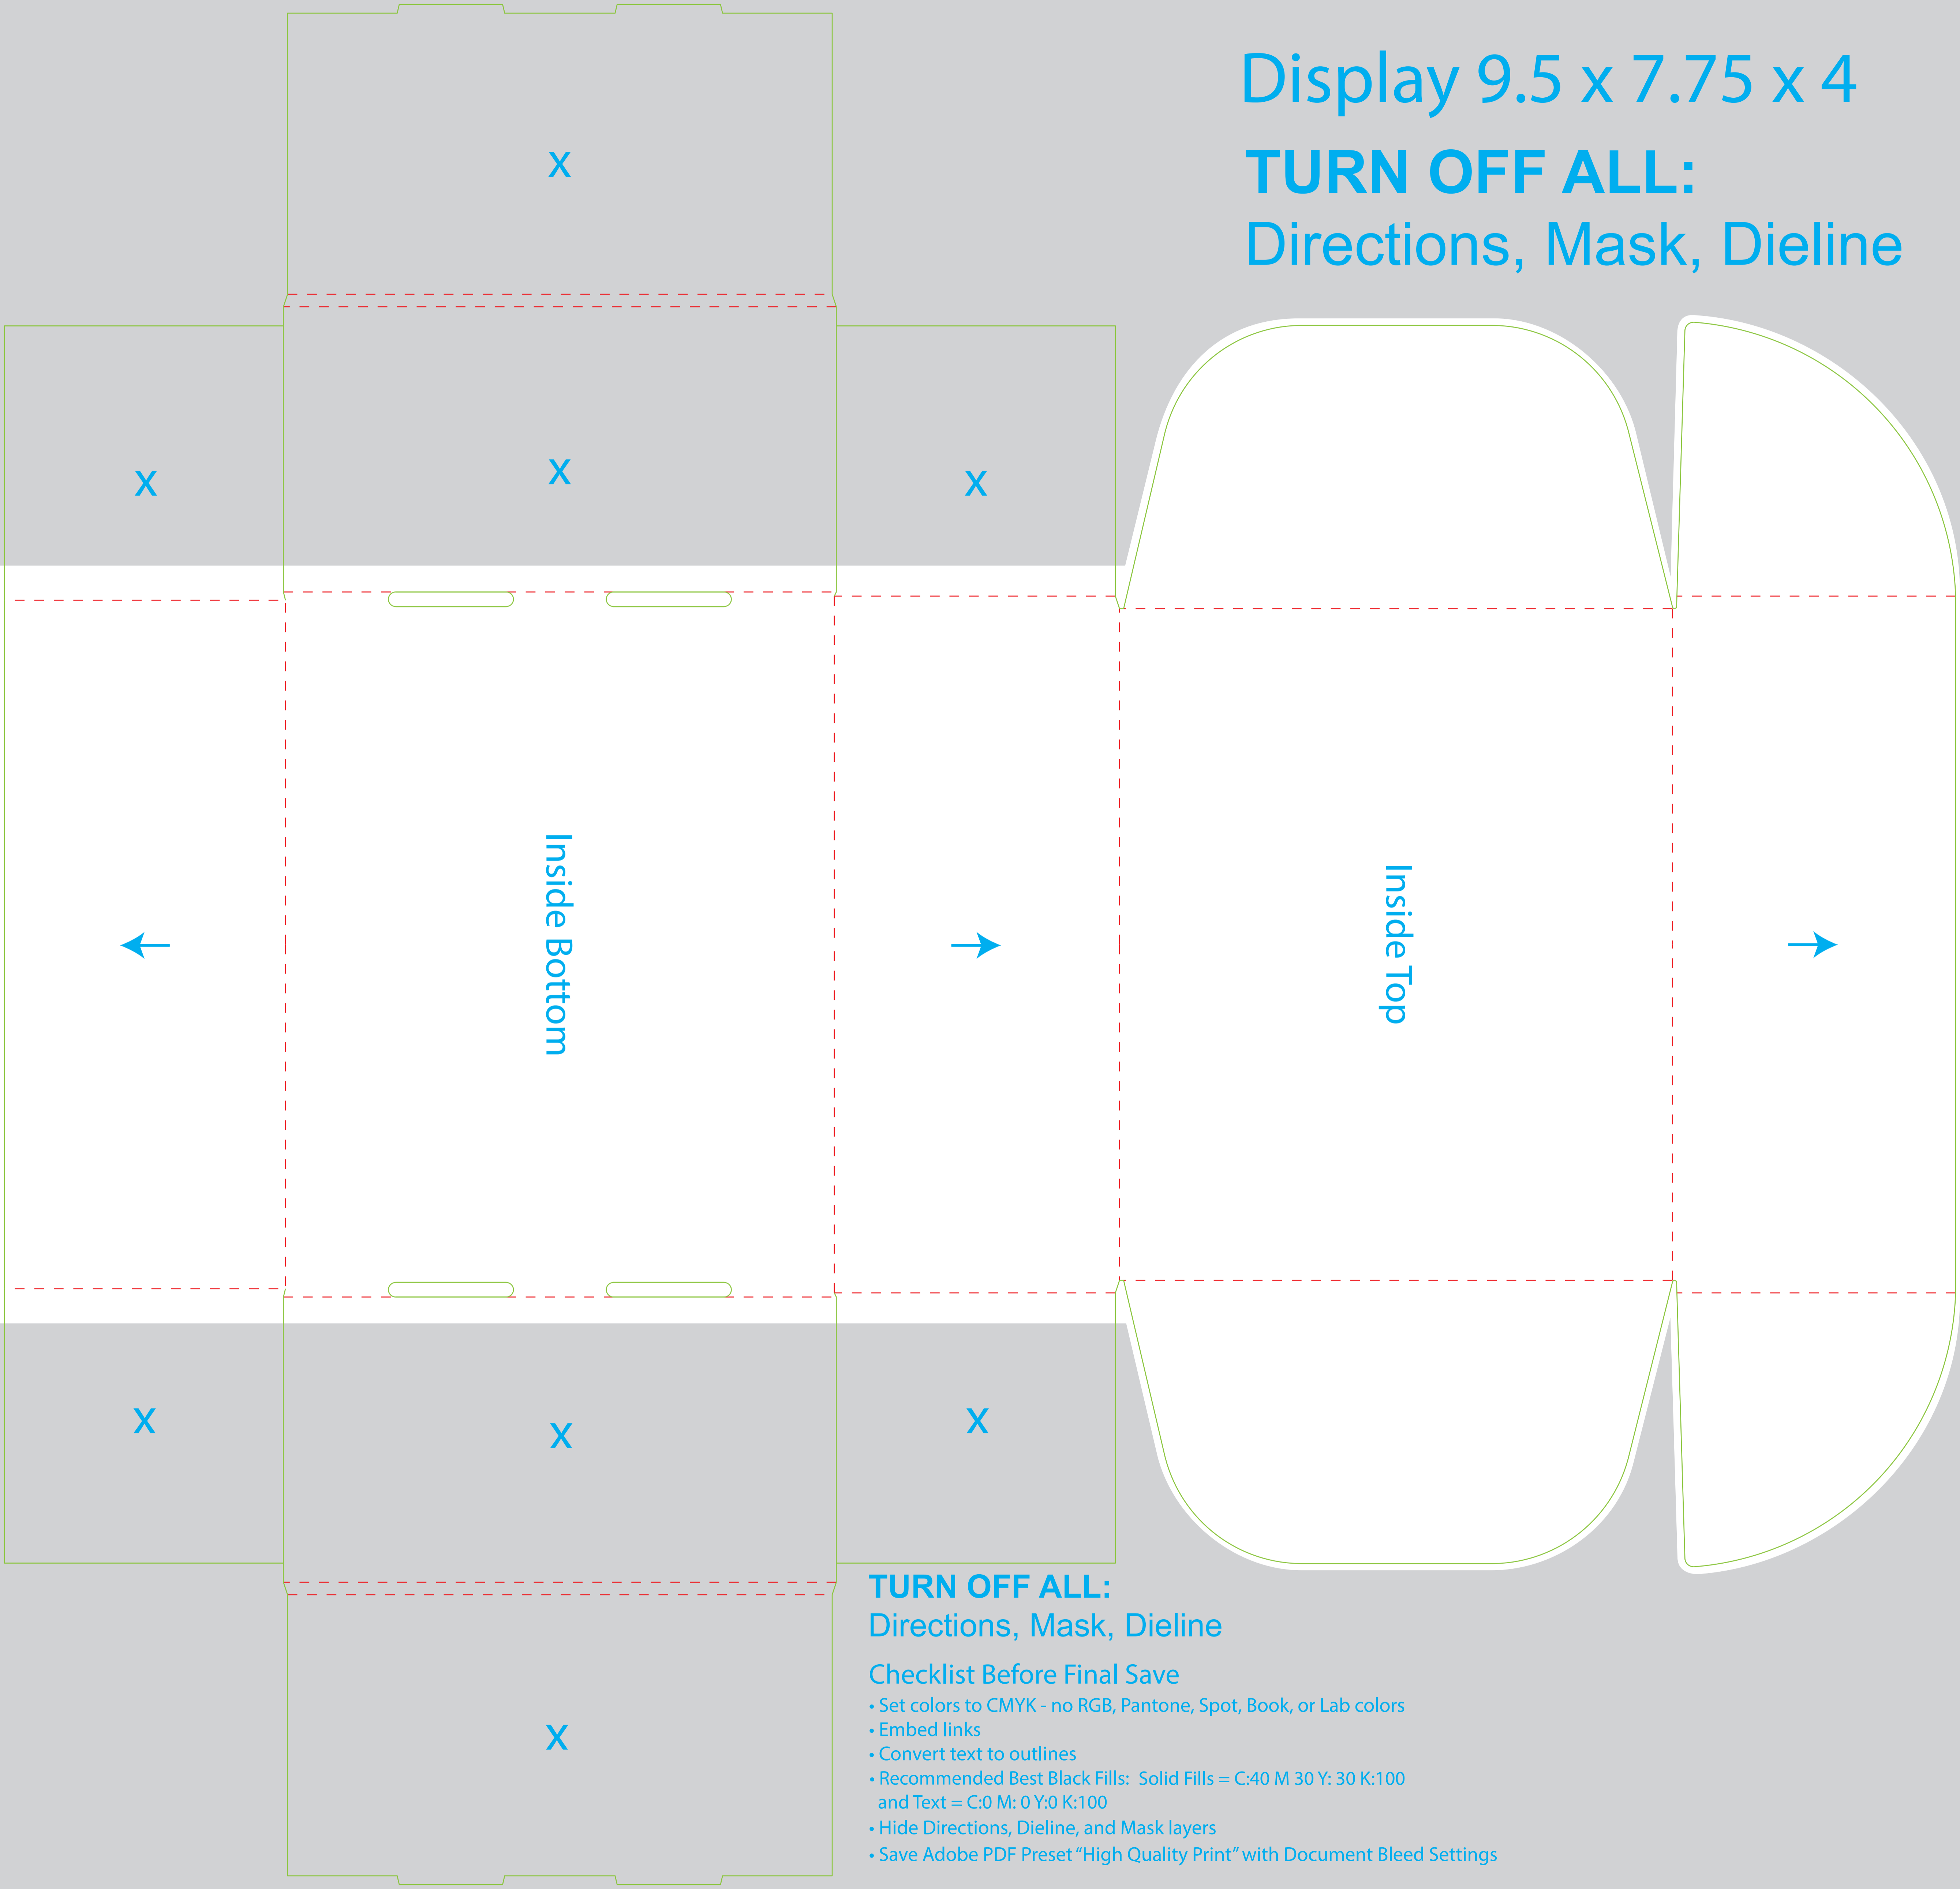 Display 9.5 x 7.75 x 4
TURN OFF ALL:
Directions, Mask, Dieline
x
x
x
x
Inside Bottom
Inside Top
x
x
x
x
TURN OFF ALL:
Directions, Mask, Dieline
Checklist Before Final Save
• Set colors to CMYK - no RGB, Pantone, Spot, Book, or Lab colors
• Embed links
• Convert text to outlines
• Recommended Best Black Fills:  Solid Fills = C:40 M 30 Y: 30 K:100
and Text = C:0 M: 0 Y:0 K:100
• Hide Directions, Dieline, and Mask layers
• Save Adobe PDF Preset “High Quality Print” with Document Bleed Settings